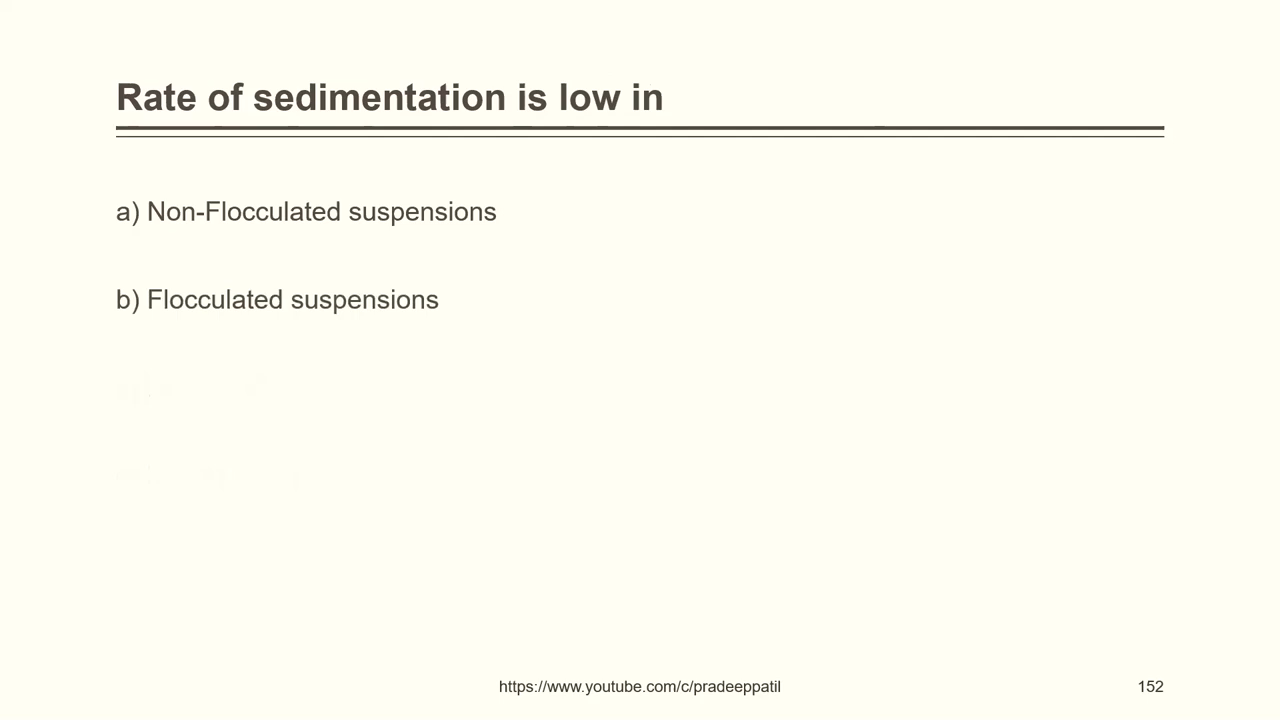 Rate of sedimentation is low in
a) Non-Flocculated suspensions
b) Flocculated suspensions
https://www.youtube.com/c/pradeeppatil
152